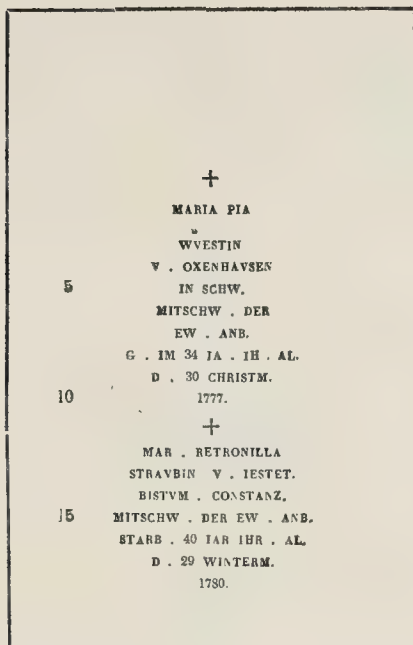 +
MARIA PIA
WVESTIN
V . OXENHAVSEN
5 IN SCHW.
MITSCHW . DER
EW . ANB.
G . IM 34 JA . IH . AL.
D . 30 CHRISTM.
10 1777.
+
MAR . RETRONILLA
STRAVBIN V . IESTET.
BISTVM . CONSTANZ.
15 MITSCHW . DER EW . ANB.
STARB . 40 IAR IHR . AL.
D . 29 WINTERM.
1780.